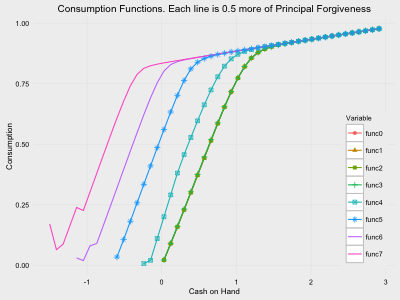 Consumption Functions. Each line is 0.5 more of Principal Forgiveness
1.00
0.75
0.50
0.25
0.00
Consumption
-1
0
1
2
3
Cash on Hand
Variable
func0
func1
func2
func3
func4
func5
func6
func7